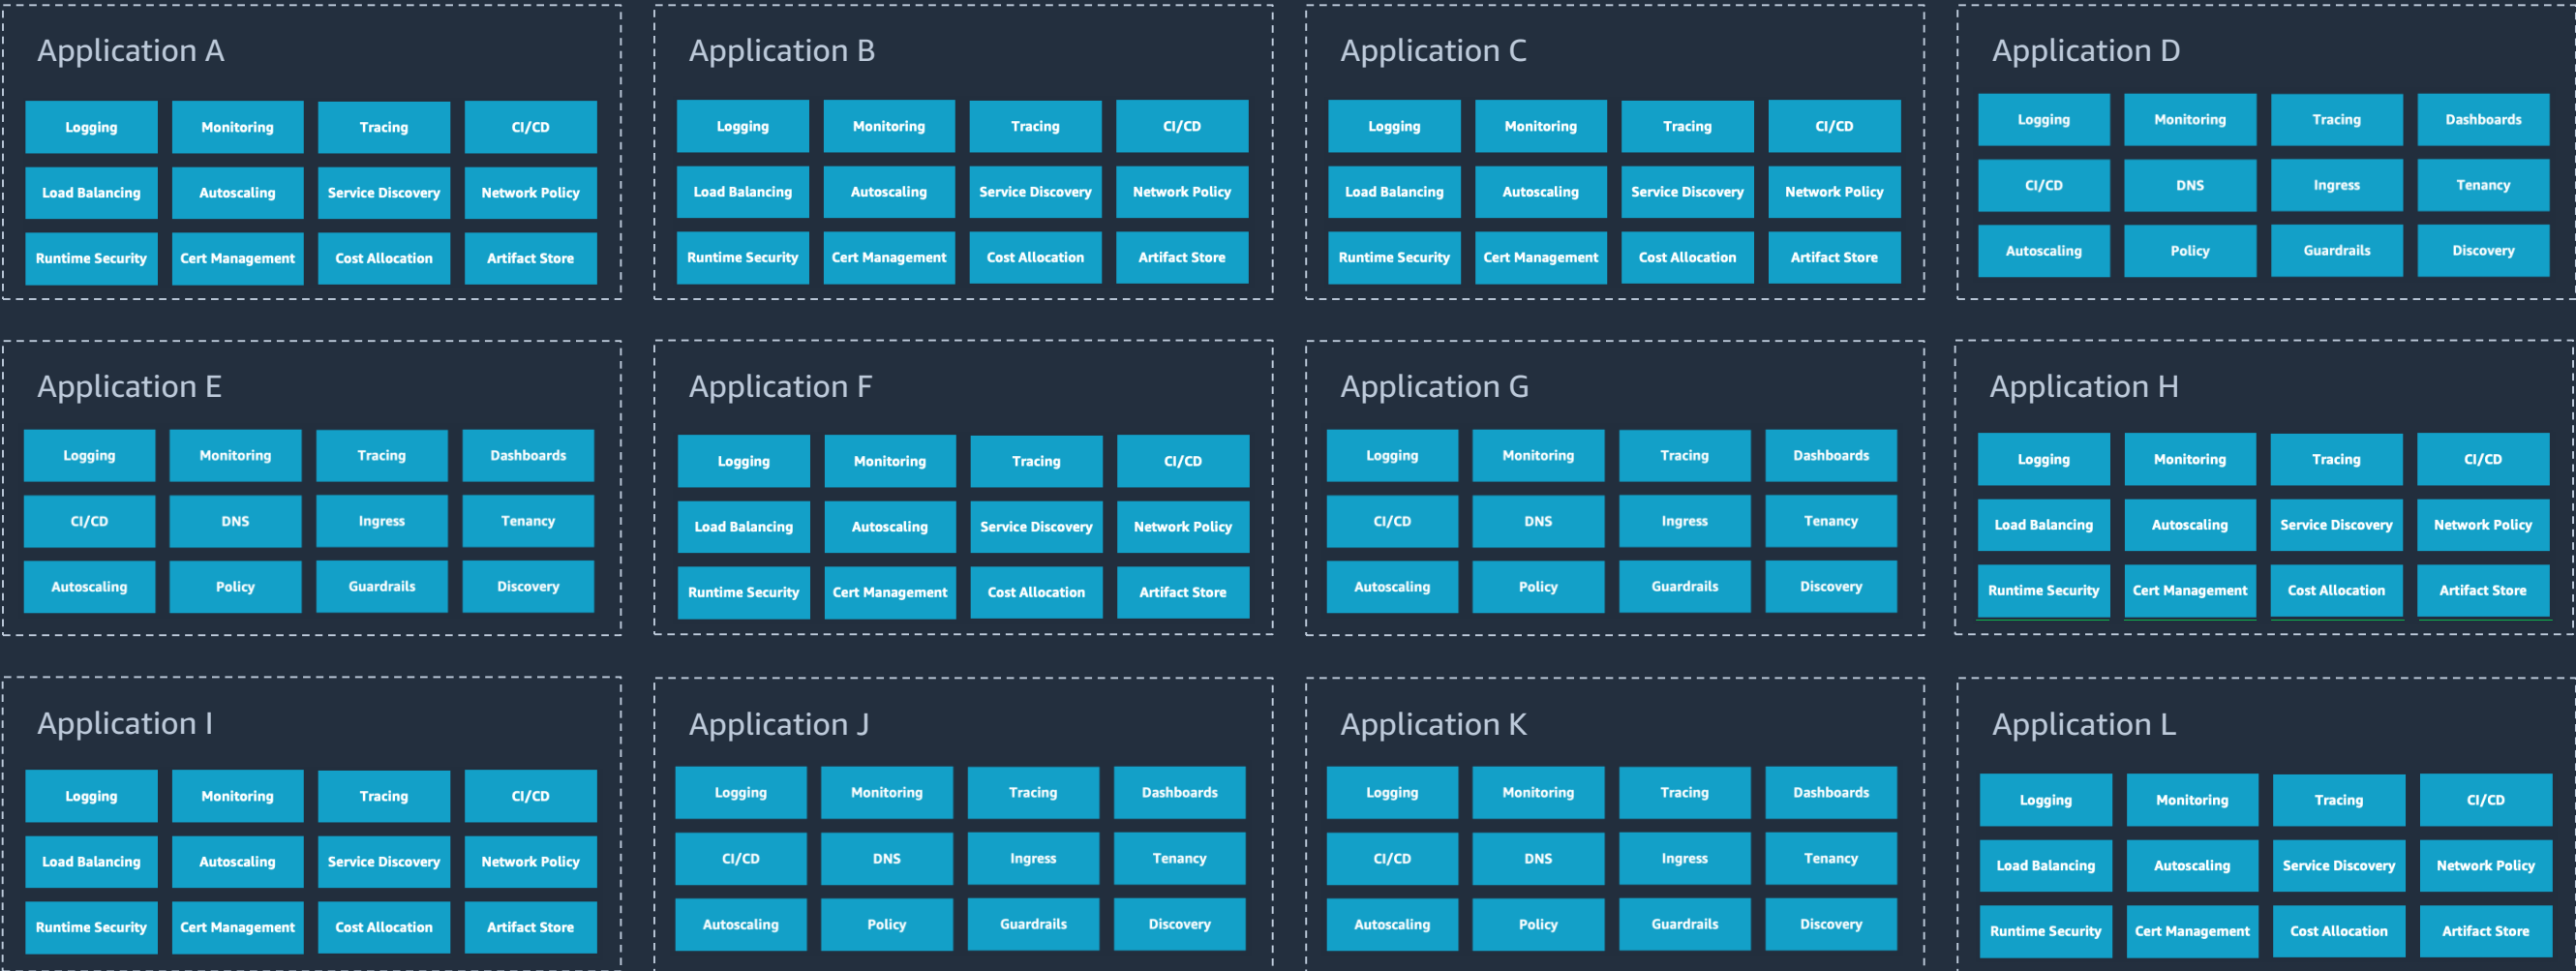 Application A
Logging Monitoring Tracing CI/CD
Load Balancing Autoscaling Service Discovery Network Policy
Runtime Security Cert Management Cost Allocation Artifact Store
Application B
Logging Monitoring Tracing CI/CD
Load Balancing Autoscaling Service Discovery Network Policy
Runtime Security Cert Management Cost Allocation Artifact Store
Application C
Logging Monitoring Tracing CI/CD
Load Balancing Autoscaling Service Discovery Network Policy
Runtime Security Cert Management Cost Allocation Artifact Store
Application D
Logging Monitoring Tracing Dashboards
CI/CD DNS Ingress Tenancy
Autoscaling Policy Guardrails Discovery
Application E
Logging Monitoring Tracing Dashboards
CI/CD DNS Ingress Tenancy
Autoscaling Policy Guardrails Discovery
Application F
Logging Monitoring Tracing CI/CD
Load Balancing Autoscaling Service Discovery Network Policy
Runtime Security Cert Management Cost Allocation Artifact Store
Application G
Logging Monitoring Tracing Dashboards
CI/CD DNS Ingress Tenancy
Autoscaling Policy Guardrails Discovery
Application H
Logging Monitoring Tracing CI/CD
Load Balancing Autoscaling Service Discovery Network Policy
Runtime Security Cert Management Cost Allocation Artifact Store
Application I
Logging Monitoring Tracing CI/CD
Load Balancing Autoscaling Service Discovery Network Policy
Runtime Security Cert Management Cost Allocation Artifact Store
Application J
Logging Monitoring Tracing Dashboards
CI/CD DNS Ingress Tenancy
Autoscaling Policy Guardrails Discovery
Application K
Logging Monitoring Tracing Dashboards
CI/CD DNS Ingress Tenancy
Autoscaling Policy Guardrails Discovery
Application L
Logging Monitoring Tracing CI/CD
Load Balancing Autoscaling Service Discovery Network Policy
Runtime Security Cert Management Cost Allocation Artifact Store